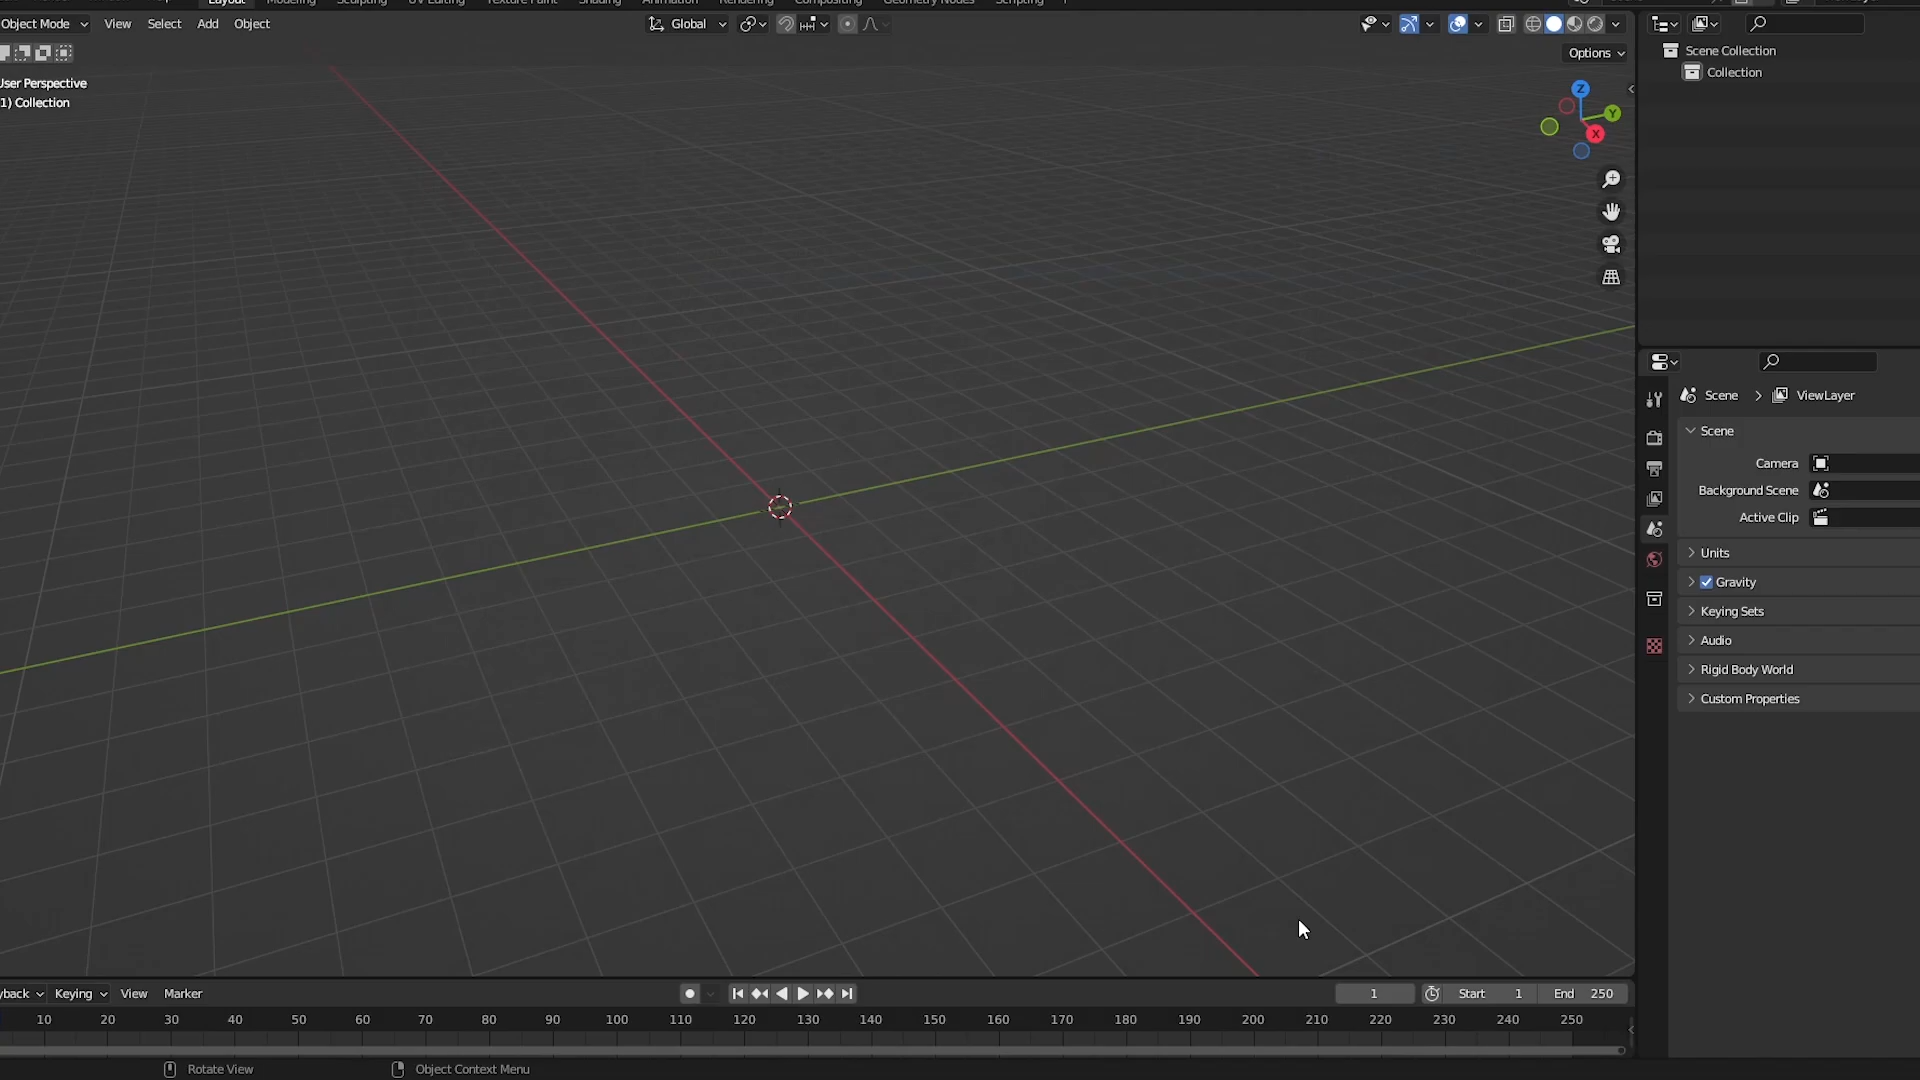 Layout Modeling Sculpting UV Editing Texture Paint Shading Animation Rendering Compositing Geometry Nodes Scripting
Object Mode View Select Add Object Global
Options
User Perspective
1) Collection
Z
Y
X
Scene Collection
Collection
Scene > ViewLayer
Scene
Camera
Background Scene
Active Clip
Units
Gravity
Keying Sets
Audio
Rigid Body World
Custom Properties
yback Keying View Marker 1 Start 1 End 250
10 20 30 40 50 60 70 80 90 100 110 120 130 140 150 160 170 180 190 200 210 220 230 240 250
Rotate View Object Context Menu